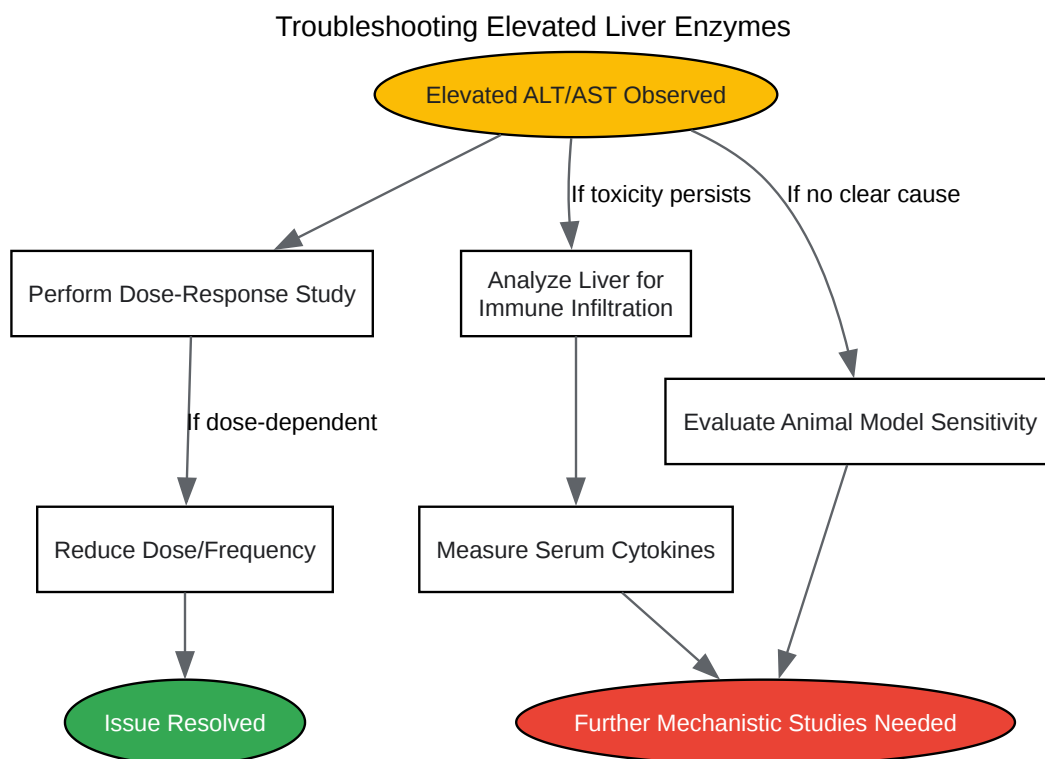 Troubleshooting Elevated Liver Enzymes
Elevated ALT/AST Observed
If toxicity persists
If no clear cause
Perform Dose-Response Study
Analyze Liver for
Immune Infiltration
If dose-dependent
Evaluate Animal Model Sensitivity
Reduce Dose/Frequency
Measure Serum Cytokines
Issue Resolved
Further Mechanistic Studies Needed